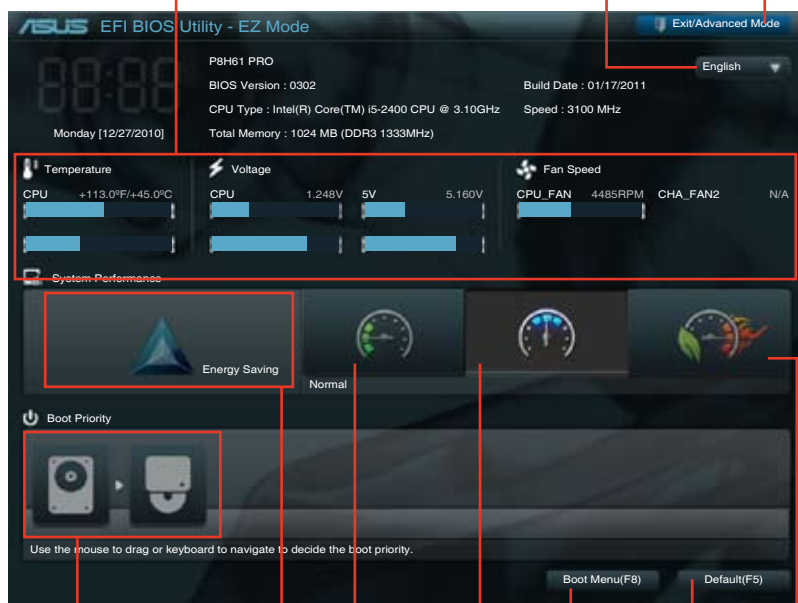 ASUS EFI BIOS Utility - EZ Mode
Exit/Advanced Mode
P8H61 PRO
English
BIOS Version : 0302
Build Date : 01/17/2011
CPU Type : Intel(R) Core(TM) i5-2400 CPU @ 3.10GHz
Speed : 3100 MHz
Monday [12/27/2010]
Total Memory : 1024 MB (DDR3 1333MHz)
Temperature
Voltage
Fan Speed
CPU +113.0ºF/+45.0ºC
CPU 1.248V
5V 5.160V
CPU_FAN 4485RPM
CHA_FAN2 N/A
System Performance
Energy Saving
Normal
Boot Priority
Use the mouse to drag or keyboard to navigate to decide the boot priority.
Boot Menu(F8)
Default(F5)